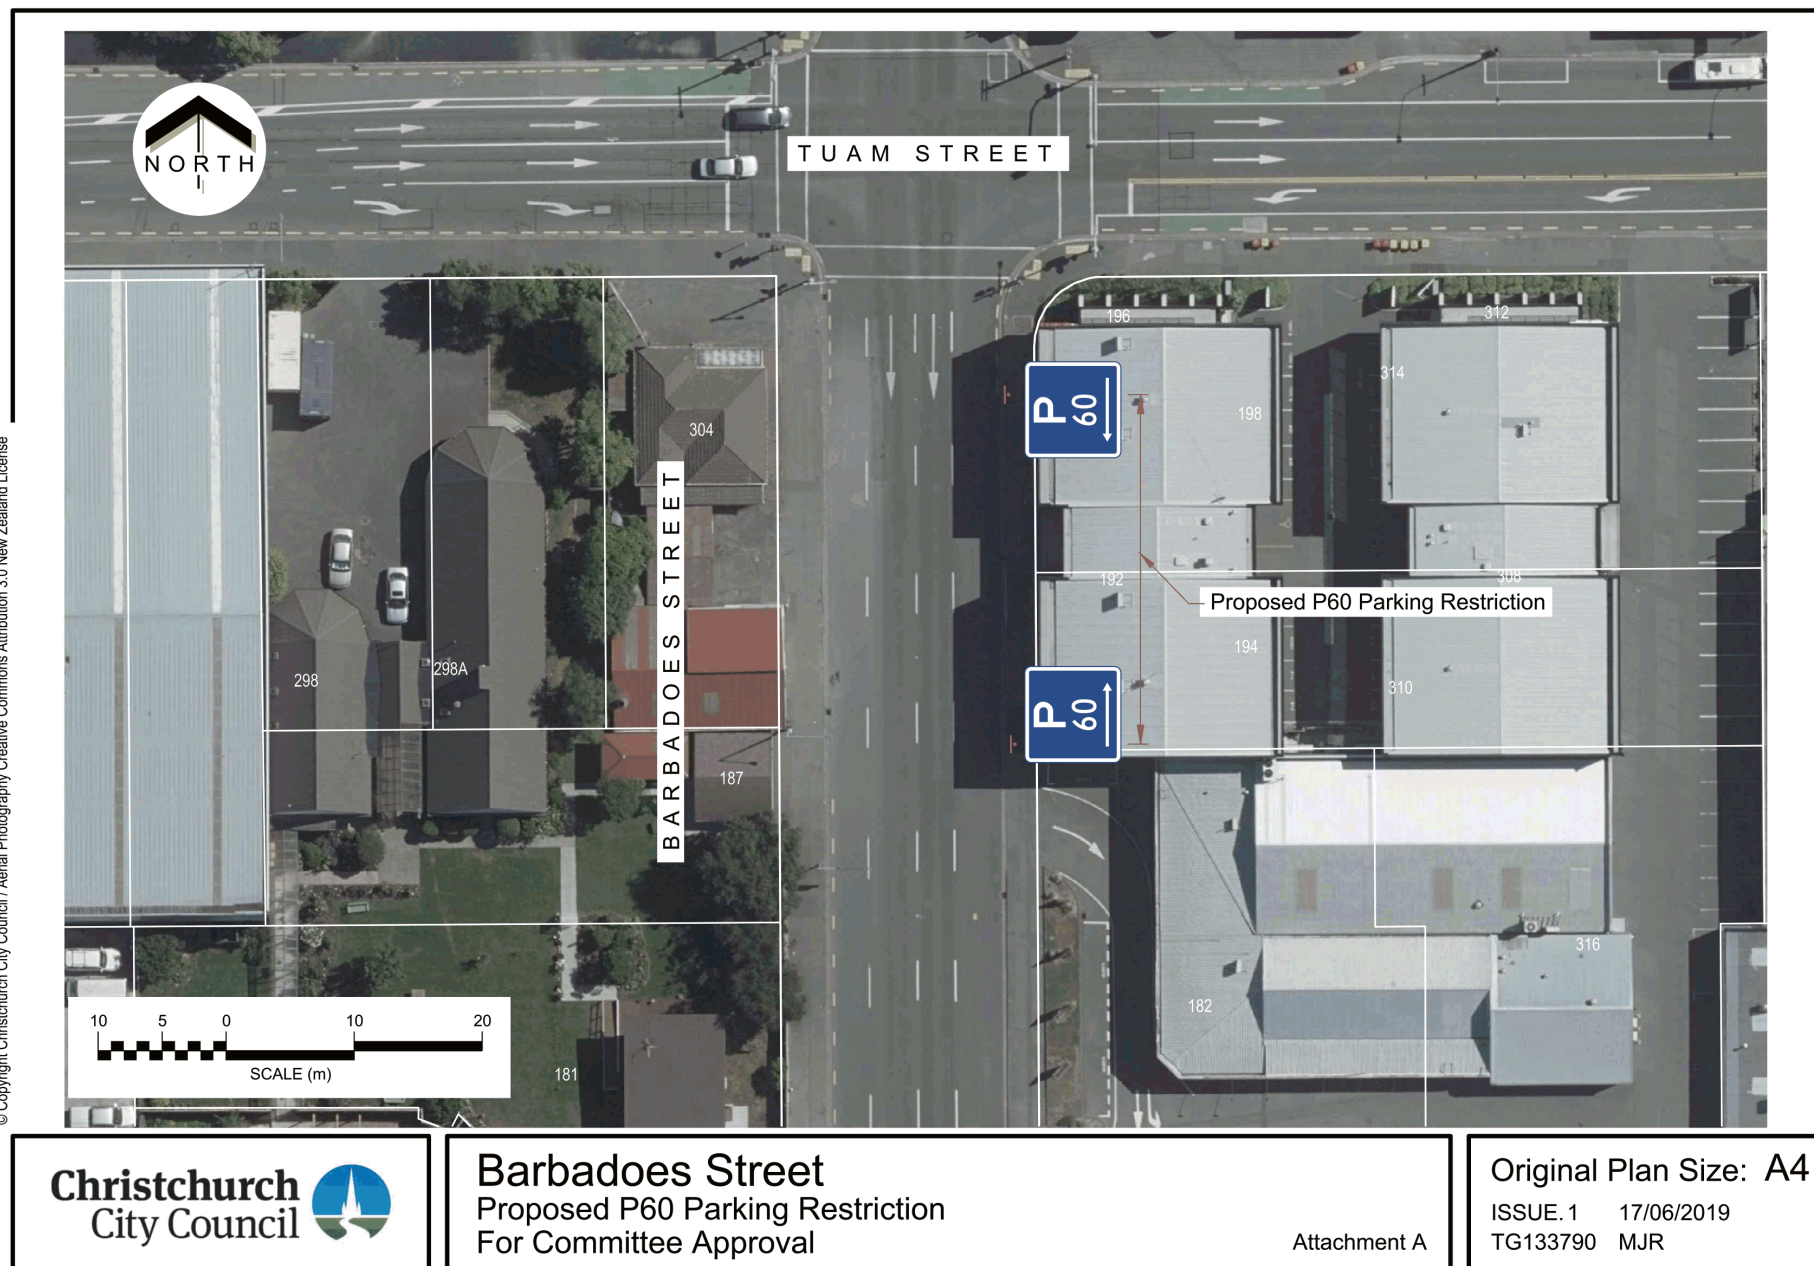 NORTH
TUAM STREET
196
312
314
P
60
198
304
BARBADOES STREET
192
308
Proposed P60 Parking Restriction
194
298
298A
310
P
60
187
316
182
181
10 5 0 10 20
SCALE (m)
© Copyright Christchurch City Council / Aerial Photography Creative Commons Attribution 3.0 New Zealand License
Christchurch
City Council
Barbadoes Street
Proposed P60 Parking Restriction
For Committee Approval
Attachment A
Original Plan Size: A4
ISSUE.1 17/06/2019
TG133790 MJR